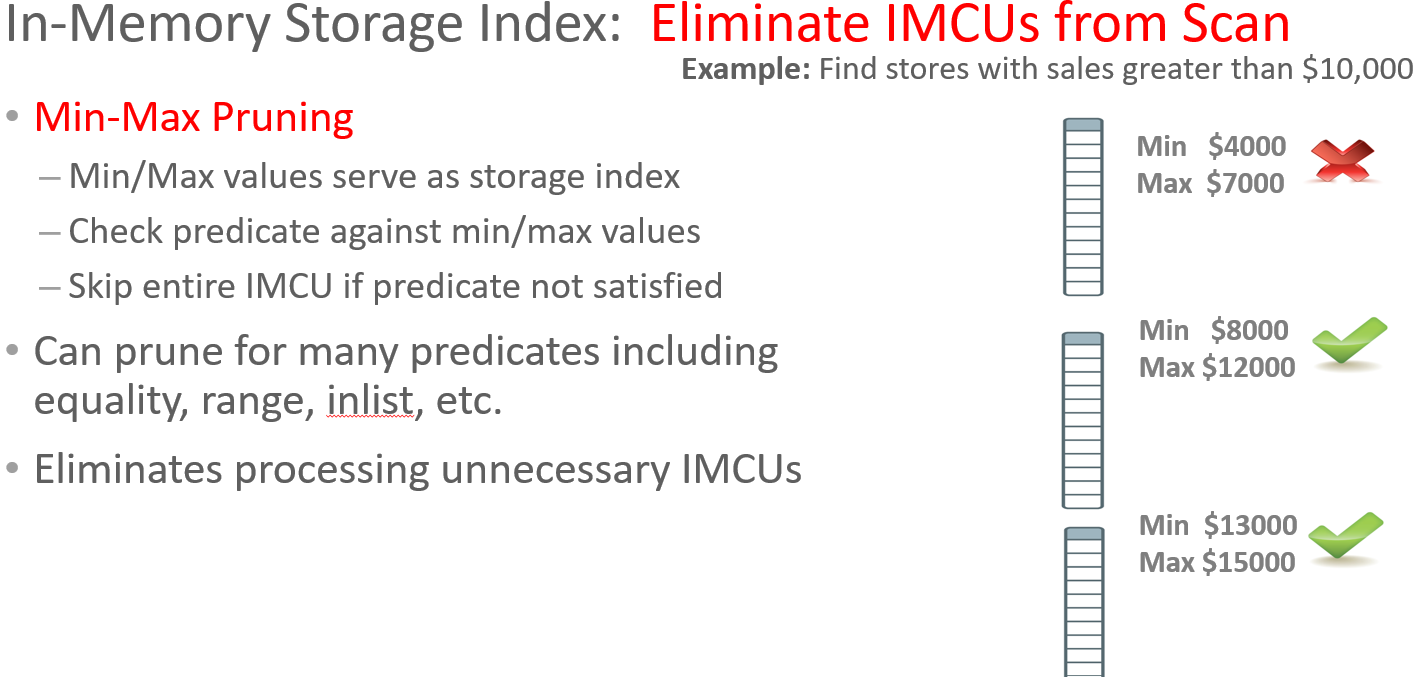 In-Memory Storage Index: Eliminate IMCUs from Scan
Example: Find stores with sales greater than $10,000
• Min-Max Pruning
– Min/Max values serve as storage index
– Check predicate against min/max values
– Skip entire IMCU if predicate not satisfied
• Can prune for many predicates including
equality, range, inlist, etc.
• Eliminates processing unnecessary IMCUs
Min $4000
Max $7000
Min $8000
Max $12000
Min $13000
Max $15000